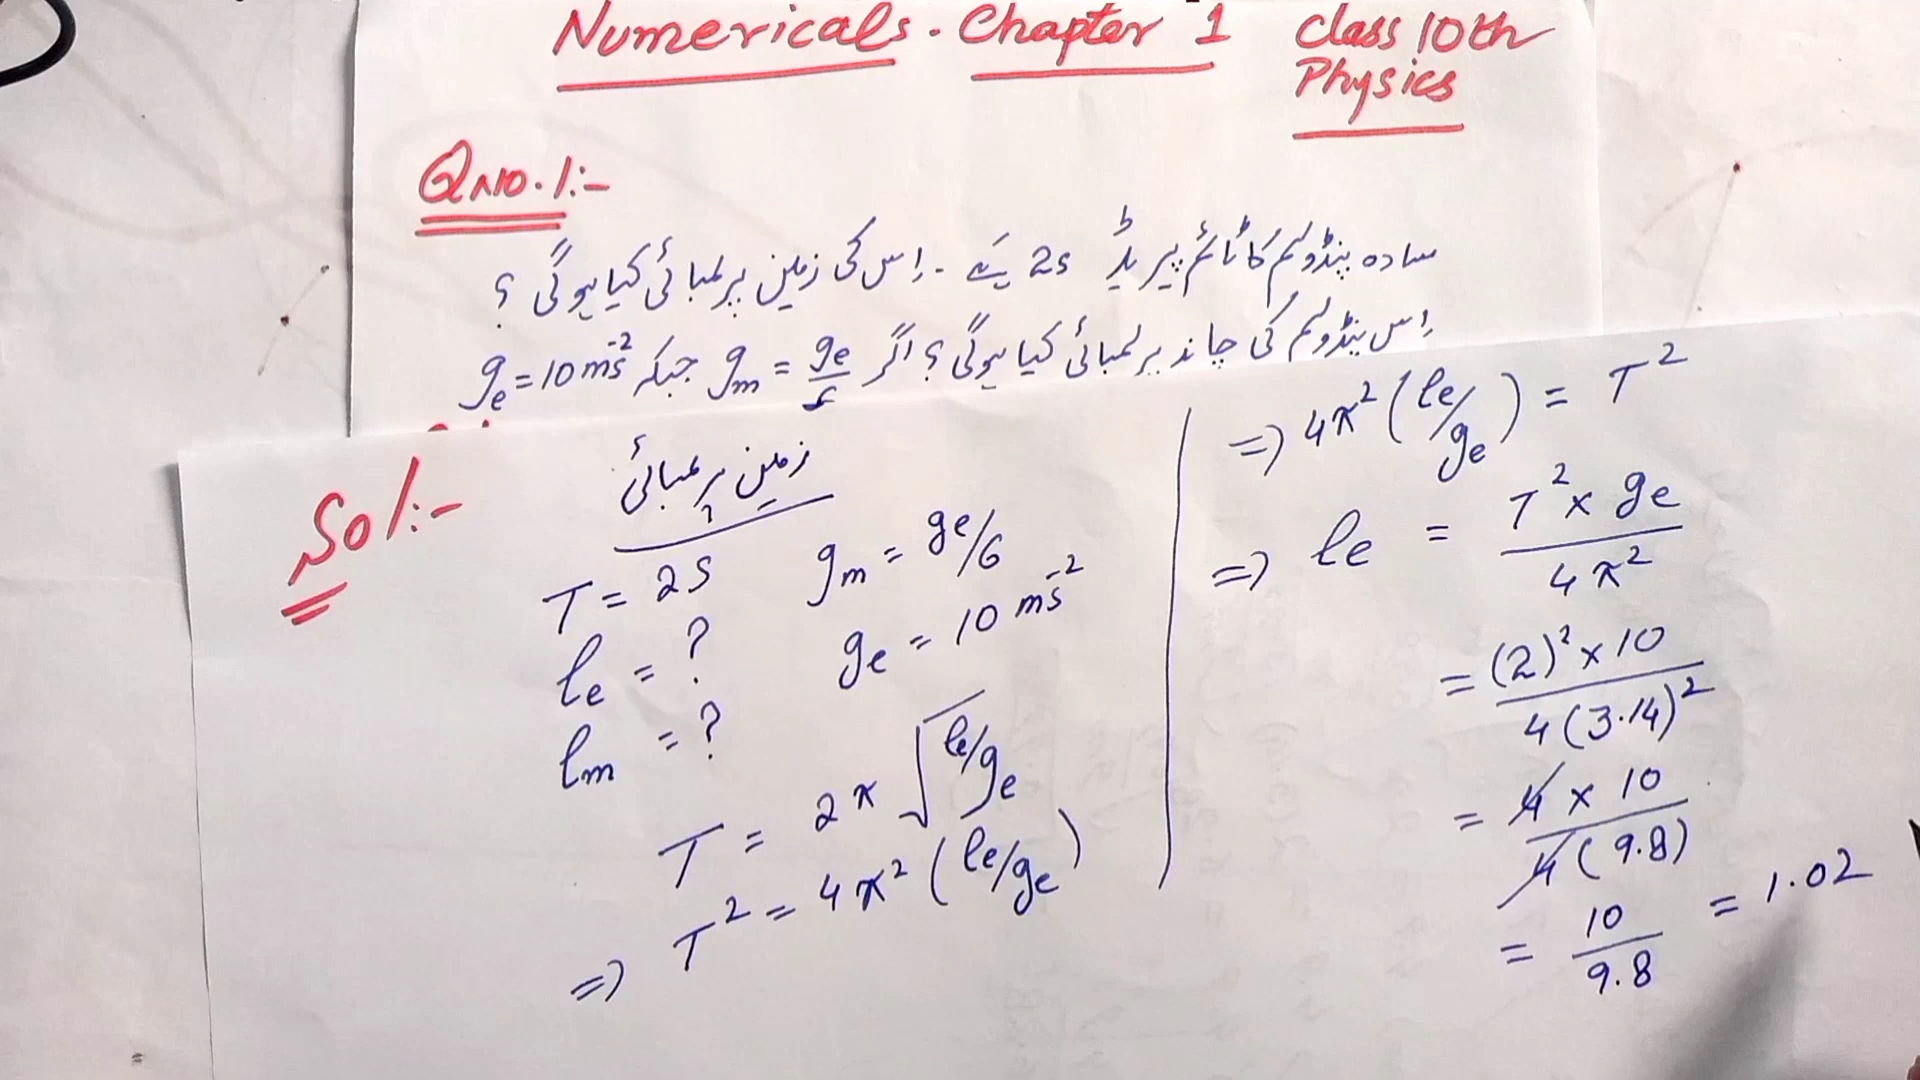 Numericals. Chapter 1 Class 10th
Physics
Q NO. 1:-
سادہ پنڈولم کا ٹائم پیریڈ 2s ہے۔ اِس کی زمین پر لمبائی کیا ہوگی ؟
اِس پنڈولم کی چاند پر لمبائی کیا ہوگی ؟ اگر gm = ge/6 جبکہ ge = 10 ms⁻²
Sol:-
زمین پر لمبائی
T = 2S gm = ge/6
le = ? ge = 10 ms⁻²
lm = ?
T = 2π √le/ge
=> T² = 4π² (le/ge)
=> 4π² (le/ge) = T²
=> le = T² × ge / 4π²
= (2)² × 10 / 4(3.14)²
= 4 × 10 / 4(9.8)
= 10 / 9.8 = 1.02